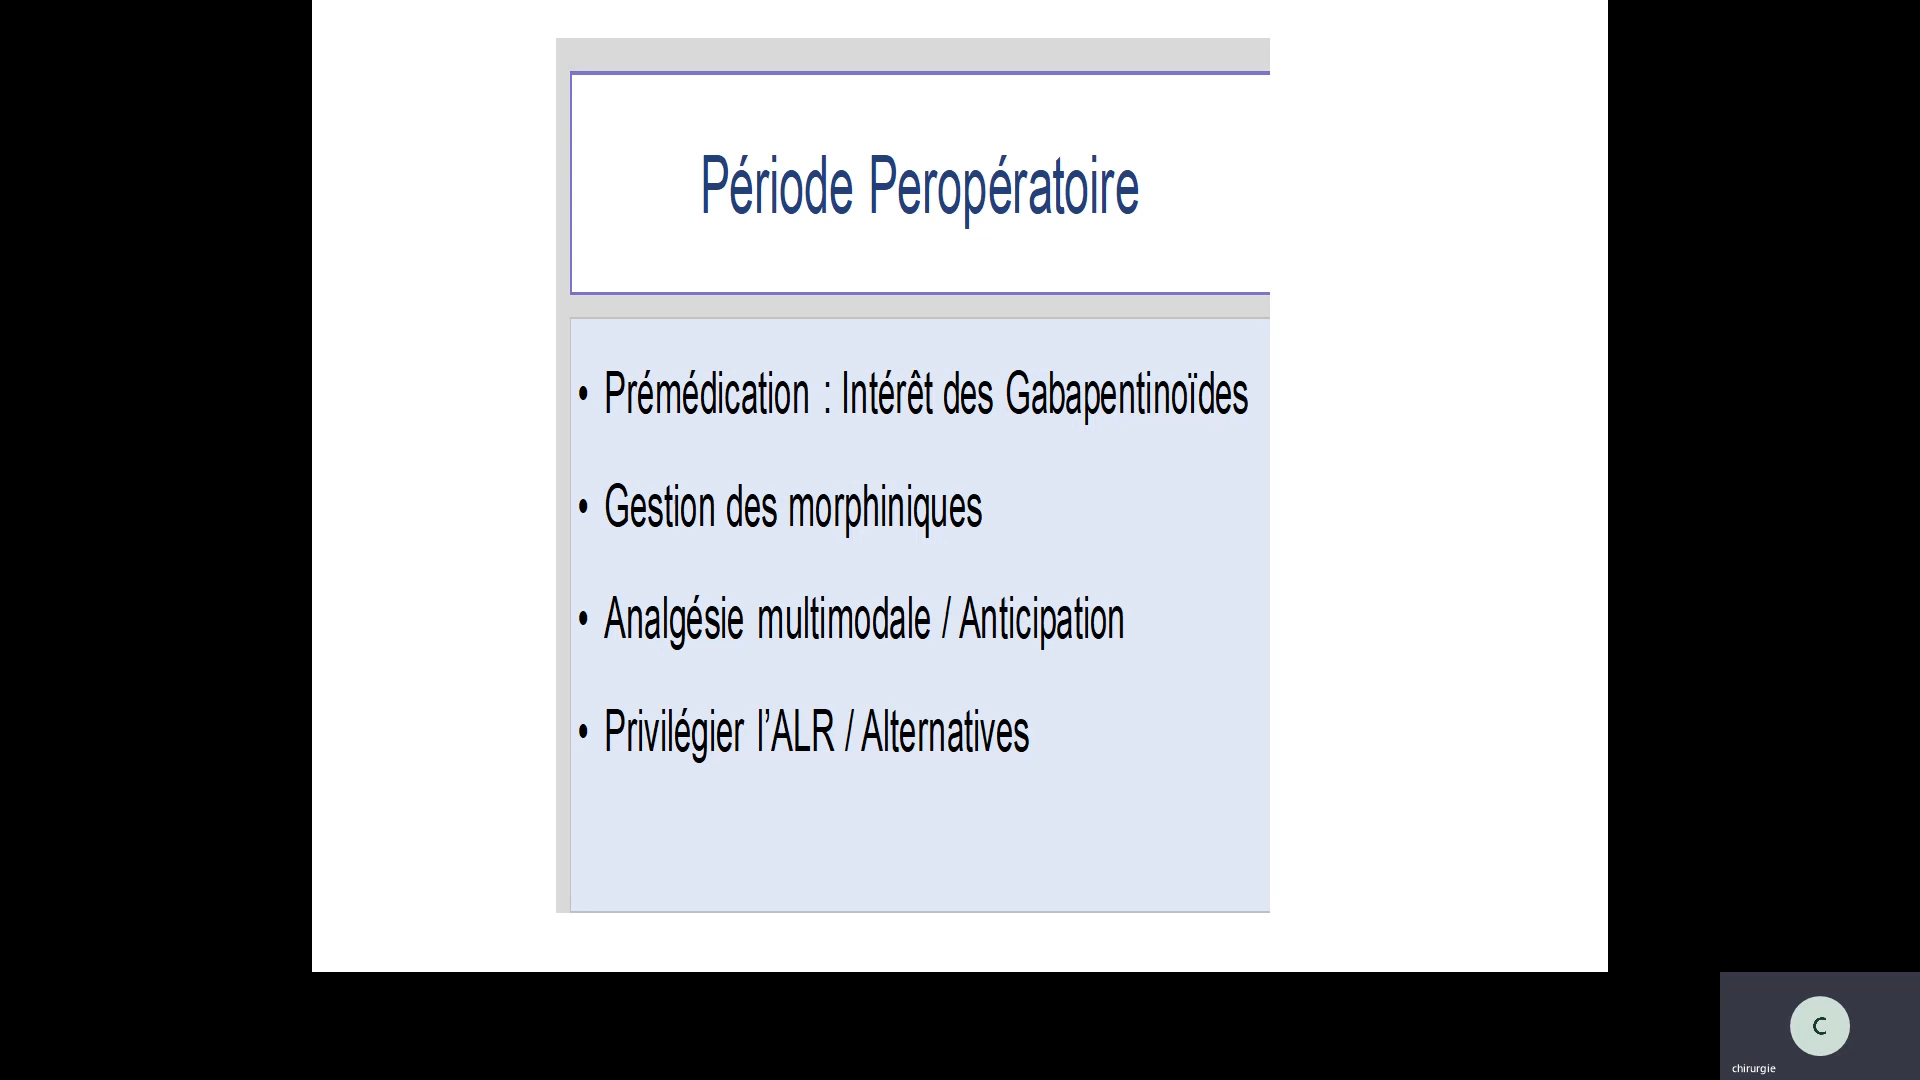 Période Peropératoire
• Prémédication : Intérêt des Gabapentinoïdes
• Gestion des morphiniques
• Analgésie multimodale / Anticipation
• Privilégier l’ALR / Alternatives
C
chirurgie